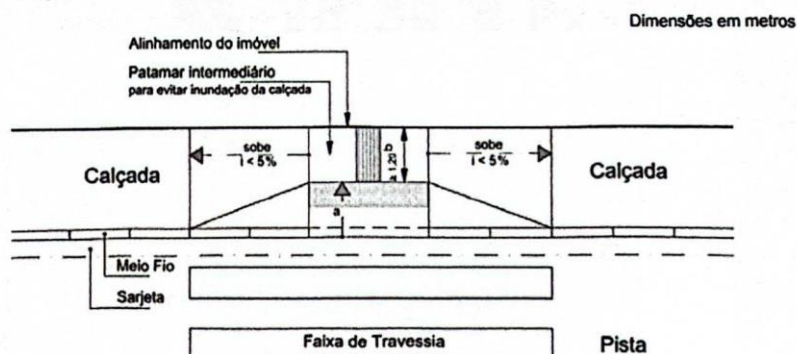 Dimensões em metros
Alinhamento do imóvel
Patamar intermediário
para evitar inundação da calçada
Calçada
sobe
i < 5%
≥ 1.20 b
sobe
i < 5%
Calçada
a
Meio Fio
Sarjeta
Faixa de Travessia
Pista